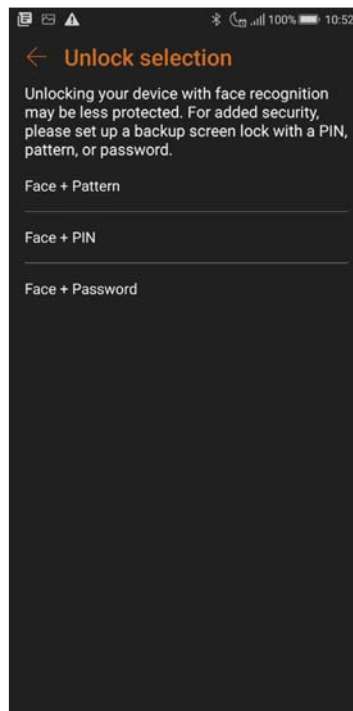 100% 10:52
Unlock selection
Unlocking your device with face recognition
may be less protected. For added security,
please set up a backup screen lock with a PIN,
pattern, or password.
Face + Pattern
Face + PIN
Face + Password